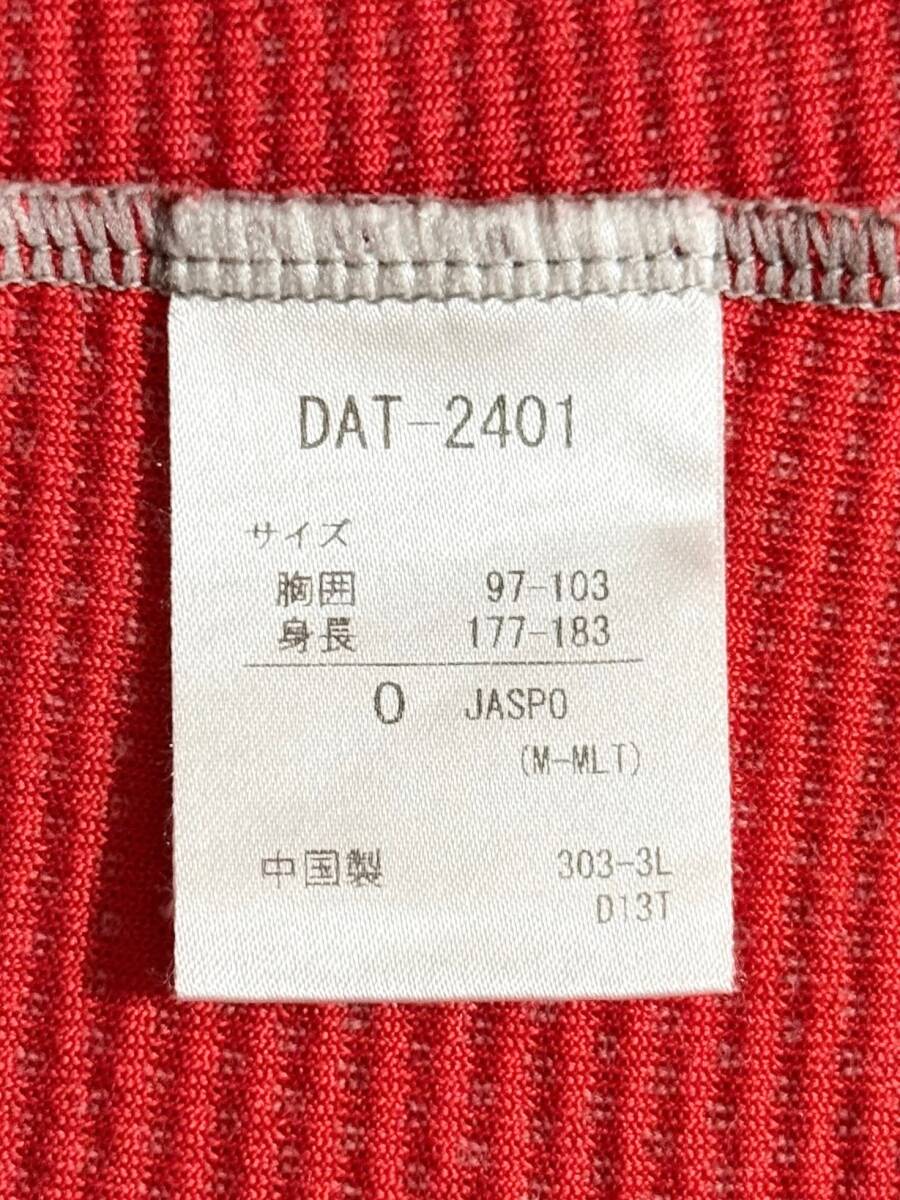 DAT-2401
サイズ
胸囲 97-103
身長 177-183
O JASPO
(M-MLT)
中国製 303-3L
D13T